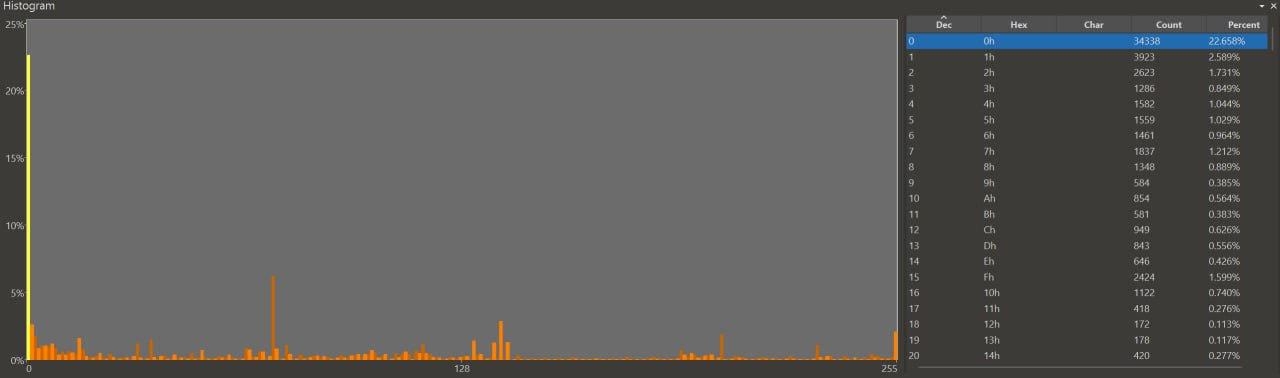 Histogram
25%
20%
15%
10%
5%
0%
0 128 255
Dec Hex Char Count Percent
0 0h 34338 22.658%
1 1h 3923 2.589%
2 2h 2623 1.731%
3 3h 1286 0.849%
4 4h 1582 1.044%
5 5h 1559 1.029%
6 6h 1461 0.964%
7 7h 1837 1.212%
8 8h 1348 0.889%
9 9h 584 0.385%
10 Ah 854 0.564%
11 Bh 581 0.383%
12 Ch 949 0.626%
13 Dh 843 0.556%
14 Eh 646 0.426%
15 Fh 2424 1.599%
16 10h 1122 0.740%
17 11h 418 0.276%
18 12h 172 0.113%
19 13h 178 0.117%
20 14h 420 0.277%